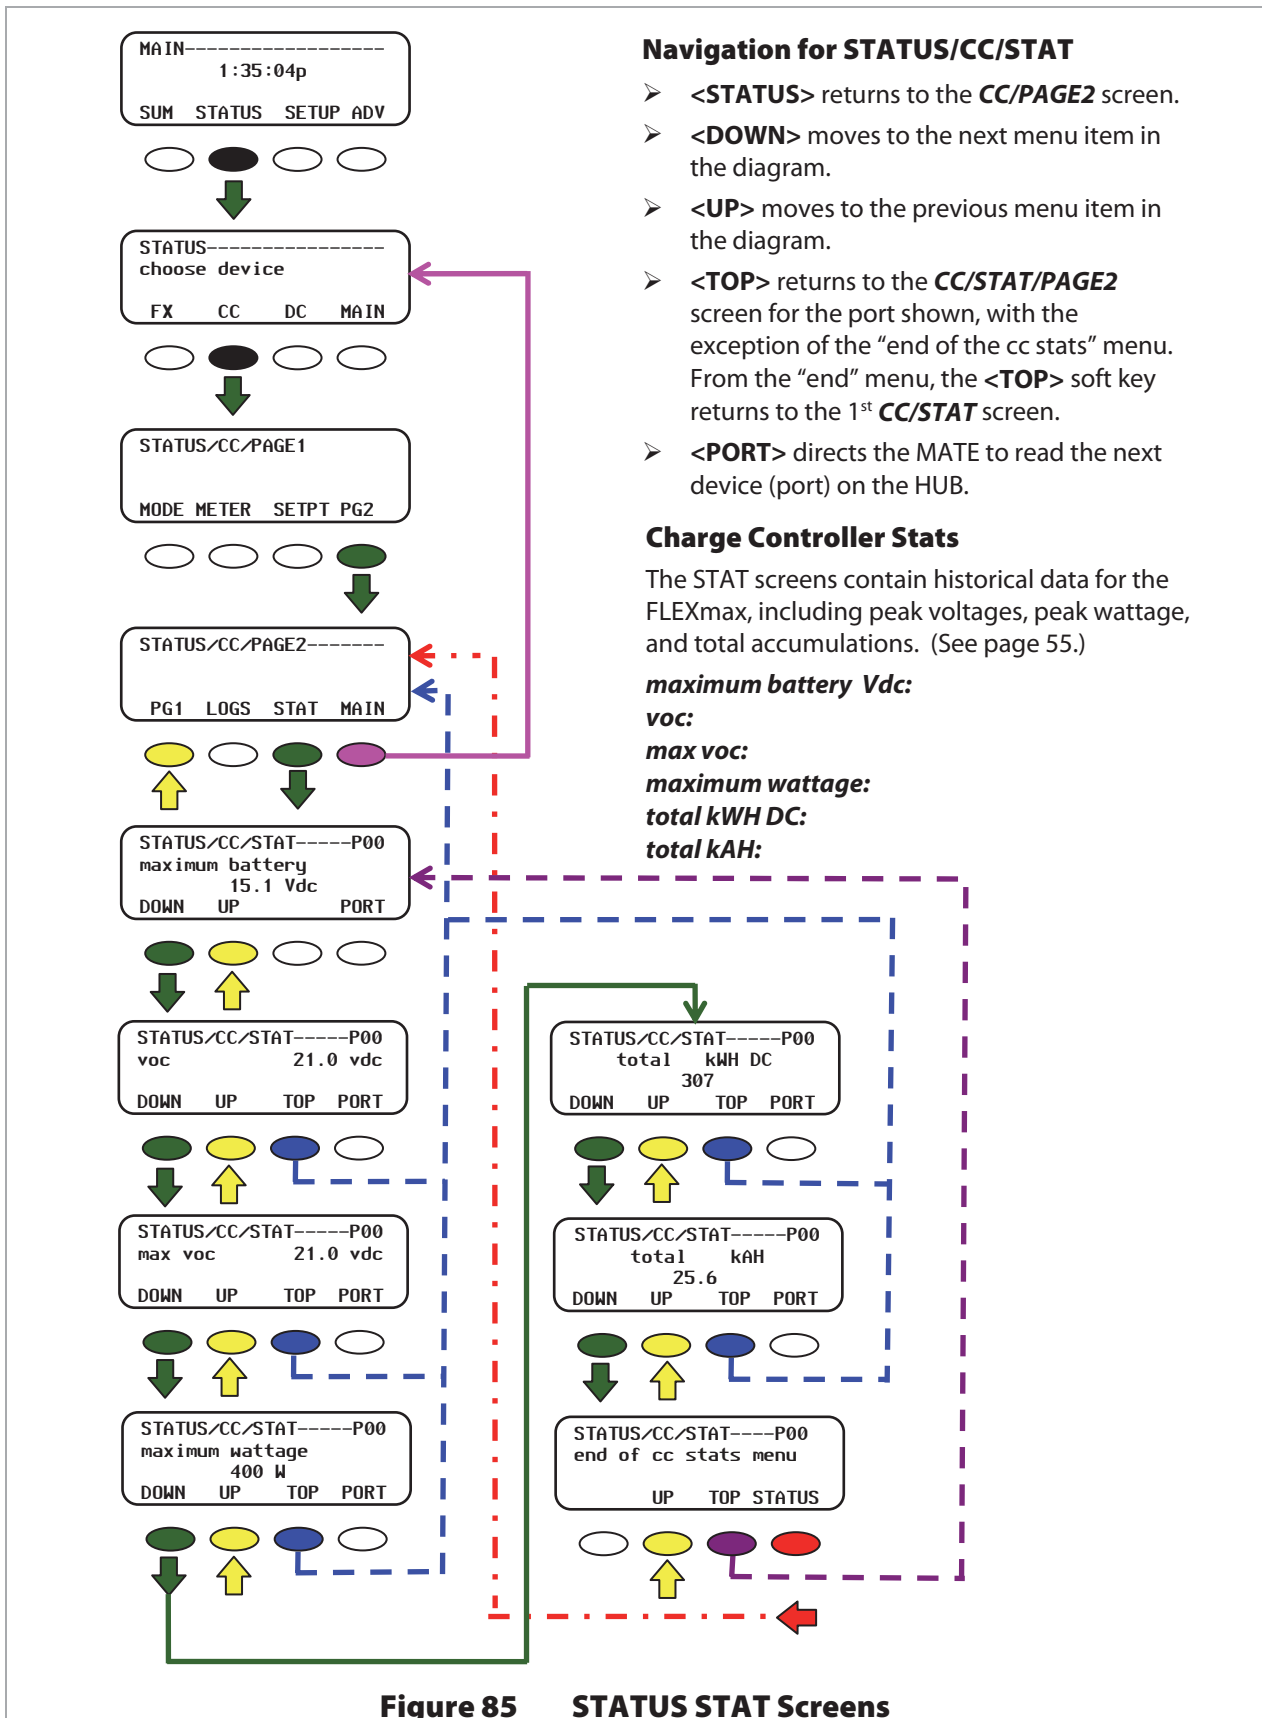 MAIN-------------------
1:35:04p
SUM STATUS SETUP ADV
STATUS-----------------
choose device
FX CC DC MAIN
STATUS/CC/PAGE1
MODE METER SETPT PG2
STATUS/CC/PAGE2-------
PG1 LOGS STAT MAIN
STATUS/CC/STAT-----P00
maximum battery
15.1 Vdc
DOWN UP PORT
STATUS/CC/STAT-----P00
voc 21.0 vdc
DOWN UP TOP PORT
STATUS/CC/STAT-----P00
max voc 21.0 vdc
DOWN UP TOP PORT
STATUS/CC/STAT-----P00
maximum wattage
400 W
DOWN UP TOP PORT
Navigation for STATUS/CC/STAT
➢ <STATUS> returns to the CC/PAGE2 screen.
➢ <DOWN> moves to the next menu item in
the diagram.
➢ <UP> moves to the previous menu item in
the diagram.
➢ <TOP> returns to the CC/STAT/PAGE2
screen for the port shown, with the
exception of the “end of the cc stats” menu.
From the “end” menu, the <TOP> soft key
returns to the 1st CC/STAT screen.
➢ <PORT> directs the MATE to read the next
device (port) on the HUB.
Charge Controller Stats
The STAT screens contain historical data for the
FLEXmax, including peak voltages, peak wattage,
and total accumulations. (See page 55.)
maximum battery Vdc:
voc:
max voc:
maximum wattage:
total kWH DC:
total kAH:
STATUS/CC/STAT-----P00
total kWH DC
307
DOWN UP TOP PORT
STATUS/CC/STAT-----P00
total kAH
25.6
DOWN UP TOP PORT
STATUS/CC/STAT----P00
end of cc stats menu
UP TOP STATUS
Figure 85 STATUS STAT Screens